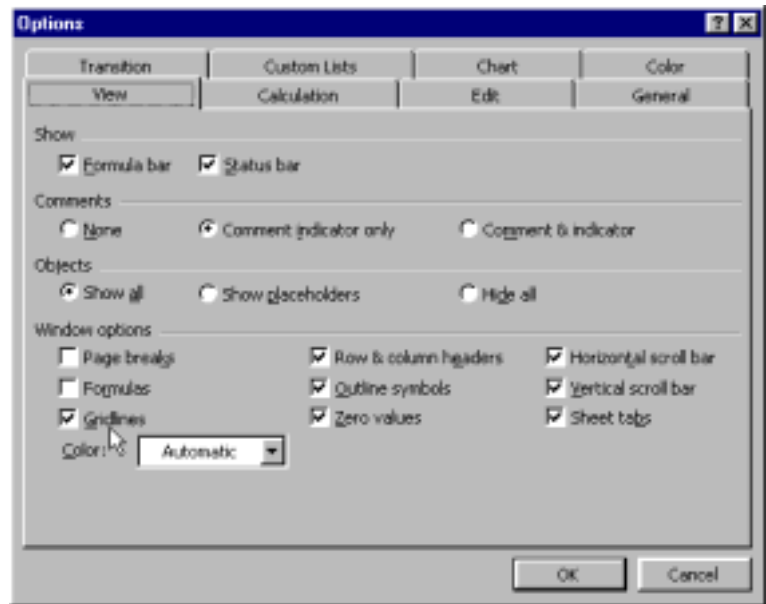 Options
Transition Custom Lists Chart Color
View Calculation Edit General
Show
Formula bar Status bar
Comments
None Comment indicator only Comment & indicator
Objects
Show all Show placeholders Hide all
Window options
Page breaks Row & column headers Horizontal scroll bar
Formulas Outline symbols Vertical scroll bar
Gridlines Zero values Sheet tabs
Color: Automatic
OK Cancel